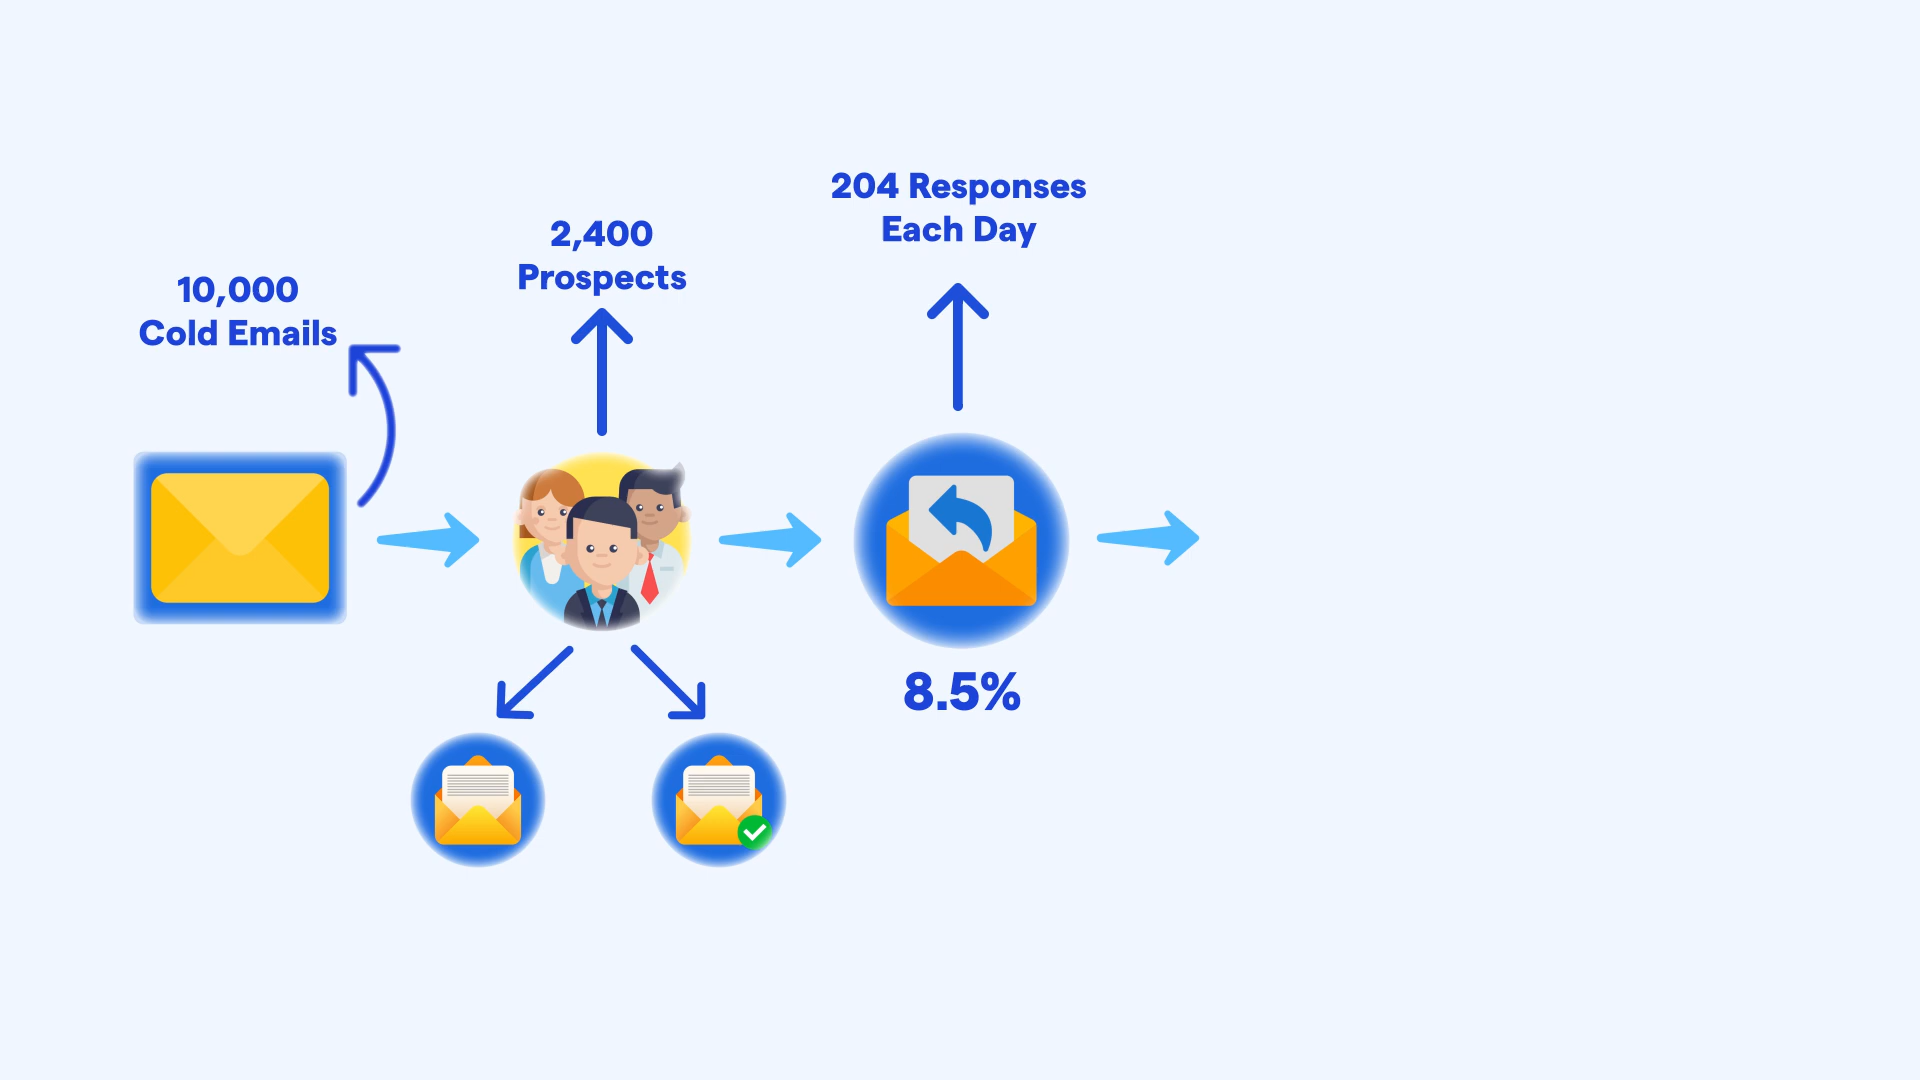 10,000
Cold Emails
2,400
Prospects
204 Responses
Each Day
8.5%